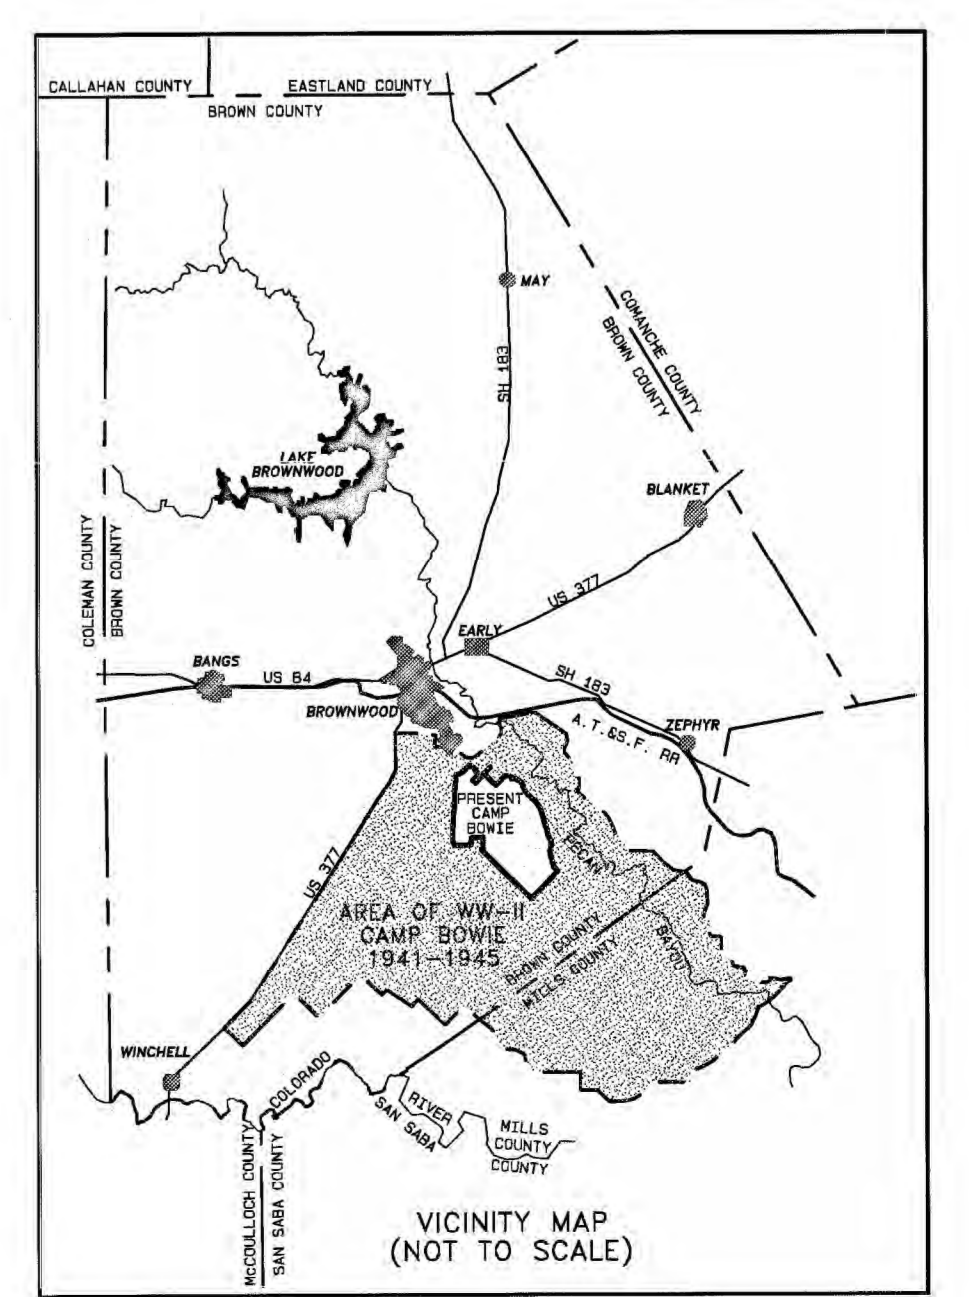 CALLAHAN COUNTY
EASTLAND COUNTY
BROWN COUNTY
MAY
COMANCHE COUNTY
BROWN COUNTY
SH 183
LAKE
BROWNWOOD
BLANKET
COLEMAN COUNTY
BROWN COUNTY
US 377
EARLY
BANGS
US 84
SH 183
BROWNWOOD
A.T.&S.F. RR
ZEPHYR
PRESENT
CAMP
BOWIE
PECAN
BAYOU
US 377
AREA OF WW-II
CAMP BOWIE
1941-1945
BROWN COUNTY
MILLS COUNTY
WINCHELL
COLORADO
RIVER
SAN SABA
MILLS
COUNTY
COUNTY
McCOULLOCH COUNTY
SAN SABA COUNTY
VICINITY MAP
(NOT TO SCALE)